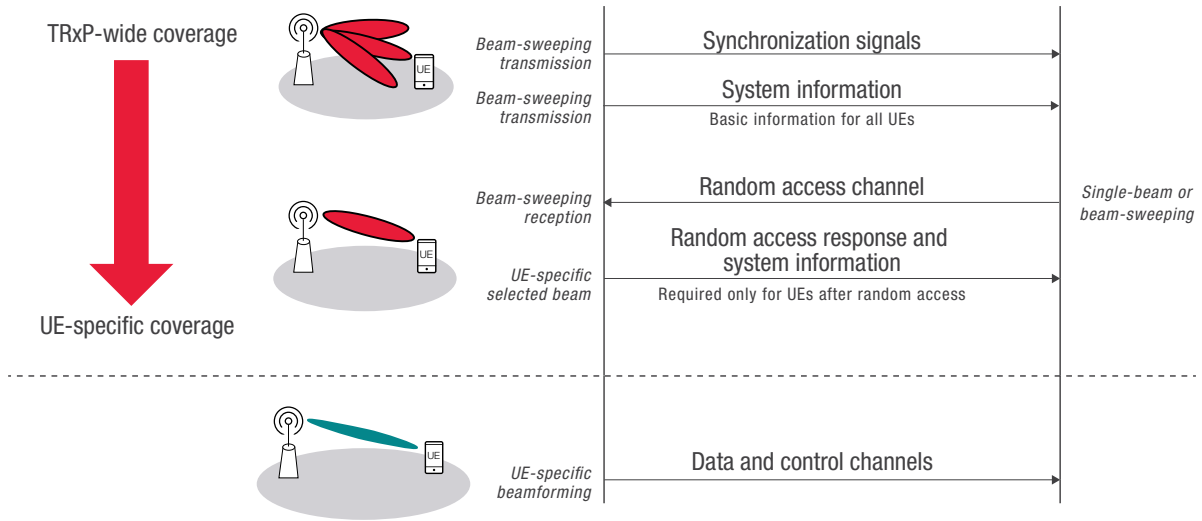 TRxP-wide coverage
UE
Beam-sweeping
transmission
Synchronization signals
Beam-sweeping
transmission
System information
Basic information for all UEs
Beam-sweeping
reception
Random access channel
Single-beam or
beam-sweeping
UE
Random access response and
system information
UE-specific
selected beam
Required only for UEs after random access
UE-specific coverage
UE
UE-specific
beamforming
Data and control channels